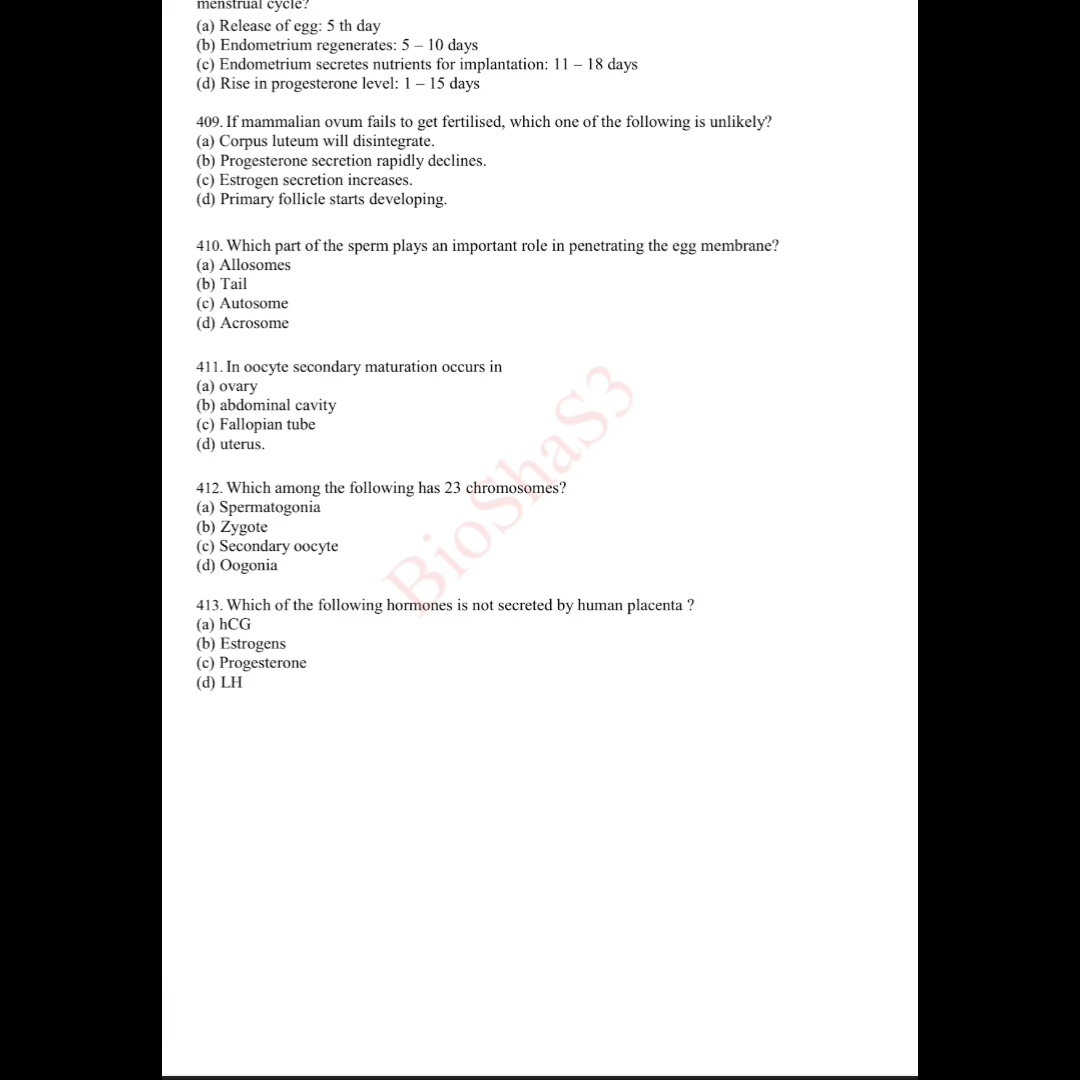 menstrual cycle?
(a) Release of egg: 5 th day
(b) Endometrium regenerates: 5 – 10 days
(c) Endometrium secretes nutrients for implantation: 11 – 18 days
(d) Rise in progesterone level: 1 – 15 days
409. If mammalian ovum fails to get fertilised, which one of the following is unlikely?
(a) Corpus luteum will disintegrate.
(b) Progesterone secretion rapidly declines.
(c) Estrogen secretion increases.
(d) Primary follicle starts developing.
410. Which part of the sperm plays an important role in penetrating the egg membrane?
(a) Allosomes
(b) Tail
(c) Autosome
(d) Acrosome
411. In oocyte secondary maturation occurs in
(a) ovary
(b) abdominal cavity
(c) Fallopian tube
(d) uterus.
412. Which among the following has 23 chromosomes?
(a) Spermatogonia
(b) Zygote
(c) Secondary oocyte
(d) Oogonia
413. Which of the following hormones is not secreted by human placenta ?
(a) hCG
(b) Estrogens
(c) Progesterone
(d) LH
BioShaS3